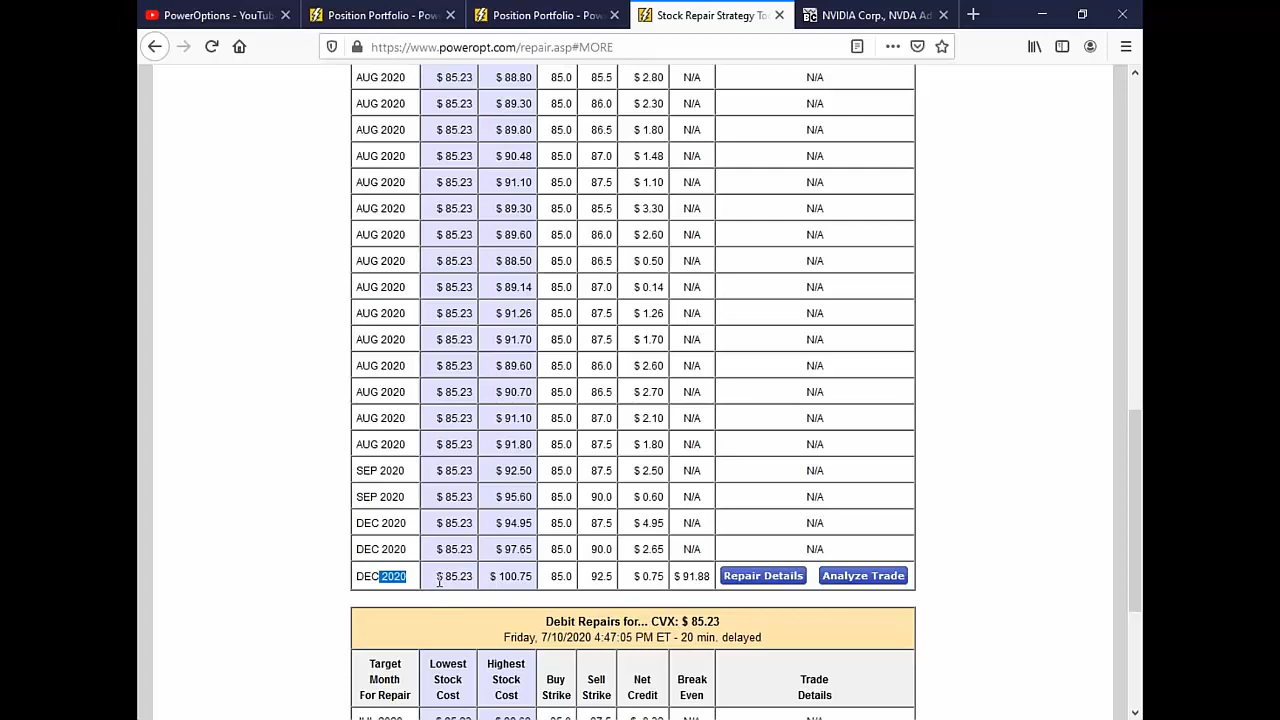 PowerOptions - YouTub
Position Portfolio - Powe
Position Portfolio - Powe
Stock Repair Strategy To
NVIDIA Corp., NVDA Ad
https://www.poweropt.com/repair.asp#MORE
AUG 2020 $ 85.23 $ 88.80 85.0 85.5 $ 2.80 N/A N/A
AUG 2020 $ 85.23 $ 89.30 85.0 86.0 $ 2.30 N/A N/A
AUG 2020 $ 85.23 $ 89.80 85.0 86.5 $ 1.80 N/A N/A
AUG 2020 $ 85.23 $ 90.48 85.0 87.0 $ 1.48 N/A N/A
AUG 2020 $ 85.23 $ 91.10 85.0 87.5 $ 1.10 N/A N/A
AUG 2020 $ 85.23 $ 89.30 85.0 85.5 $ 3.30 N/A N/A
AUG 2020 $ 85.23 $ 89.60 85.0 86.0 $ 2.60 N/A N/A
AUG 2020 $ 85.23 $ 88.50 85.0 86.5 $ 0.50 N/A N/A
AUG 2020 $ 85.23 $ 89.14 85.0 87.0 $ 0.14 N/A N/A
AUG 2020 $ 85.23 $ 91.26 85.0 87.5 $ 1.26 N/A N/A
AUG 2020 $ 85.23 $ 91.70 85.0 87.5 $ 1.70 N/A N/A
AUG 2020 $ 85.23 $ 89.60 85.0 86.0 $ 2.60 N/A N/A
AUG 2020 $ 85.23 $ 90.70 85.0 86.5 $ 2.70 N/A N/A
AUG 2020 $ 85.23 $ 91.10 85.0 87.0 $ 2.10 N/A N/A
AUG 2020 $ 85.23 $ 91.80 85.0 87.5 $ 1.80 N/A N/A
SEP 2020 $ 85.23 $ 92.50 85.0 87.5 $ 2.50 N/A N/A
SEP 2020 $ 85.23 $ 95.60 85.0 90.0 $ 0.60 N/A N/A
DEC 2020 $ 85.23 $ 94.95 85.0 87.5 $ 4.95 N/A N/A
DEC 2020 $ 85.23 $ 97.65 85.0 90.0 $ 2.65 N/A N/A
DEC 2020 $ 85.23 $ 100.75 85.0 92.5 $ 0.75 $ 91.88 Repair Details Analyze Trade
Debit Repairs for... CVX: $ 85.23
Friday, 7/10/2020 4:47:05 PM ET - 20 min. delayed
Target Month For Repair
Lowest Stock Cost
Highest Stock Cost
Buy Strike
Sell Strike
Net Credit
Break Even
Trade Details